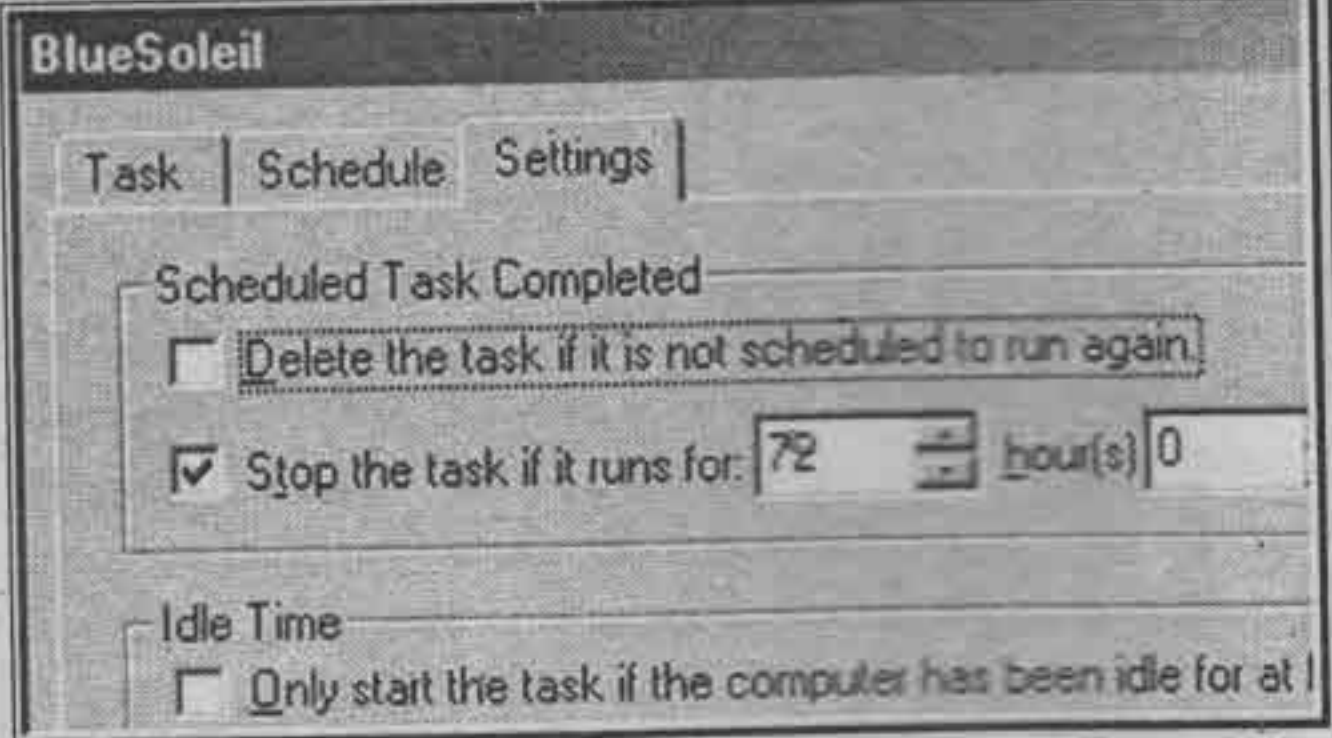 BlueSoleil
Task Schedule Settings
Scheduled Task Completed
Delete the task if it is not scheduled to run again.
Stop the task if it runs for: 72 hour(s) 0
Idle Time
Only start the task if the computer has been idle for at l